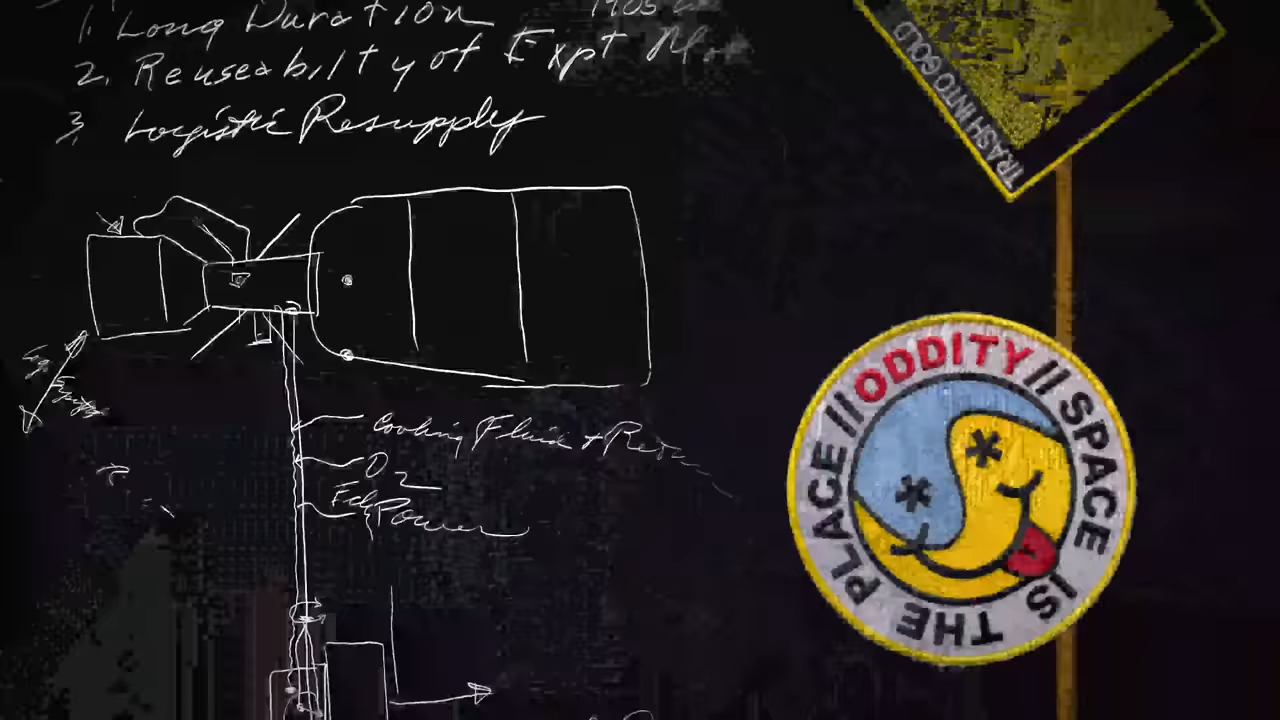 1. Long Duration
2. Reuseabilty of Expt
3. Logistic Resupply
Cooling Fluid +
O2
Power
TRASH INTO GOLD
//ODDITY// SPACE IS THE PLACE